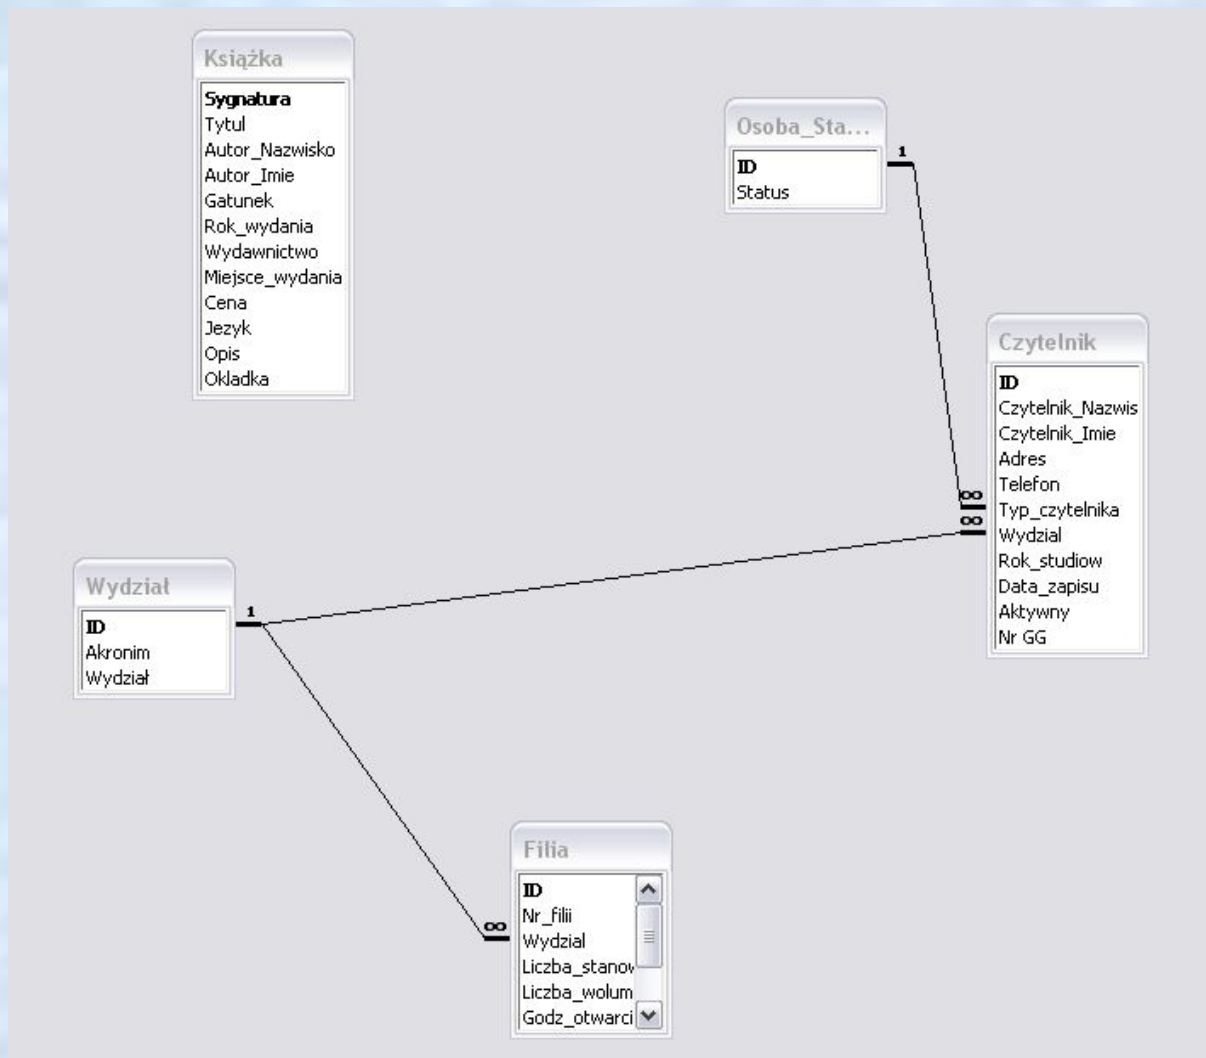 Książka
Sygnatura
Tytul
Autor_Nazwisko
Autor_Imie
Gatunek
Rok_wydania
Wydawnictwo
Miejsce_wydania
Cena
Jezyk
Opis
Okladka
Osoba_Sta...
1
ID
Status
Czytelnik
ID
Czytelnik_Nazwis
Czytelnik_Imie
Adres
Telefon
∞
Typ_czytelnika
∞
Wydzial
Rok_studiow
Data_zapisu
Aktywny
Nr GG
Wydział
1
ID
Akronim
Wydział
Filia
ID
Nr_filii
∞
Wydzial
Liczba_stanow
Liczba_wolum
Godz_otwarci